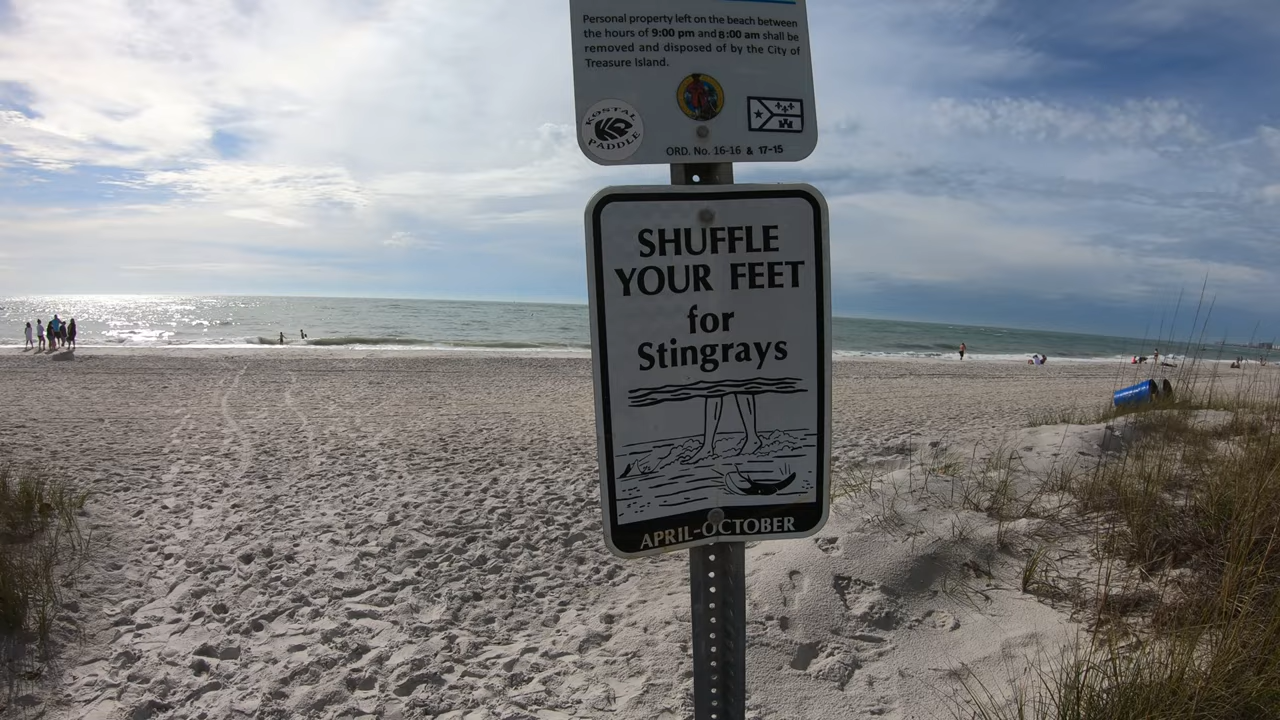 Personal property left on the beach between
the hours of 9:00 pm and 8:00 am shall be
removed and disposed of by the City of
Treasure Island.
KOSTAL
KP
PADDLE
ORD. No. 16-16 & 17-15
SHUFFLE
YOUR FEET
for
Stingrays
APRIL-OCTOBER